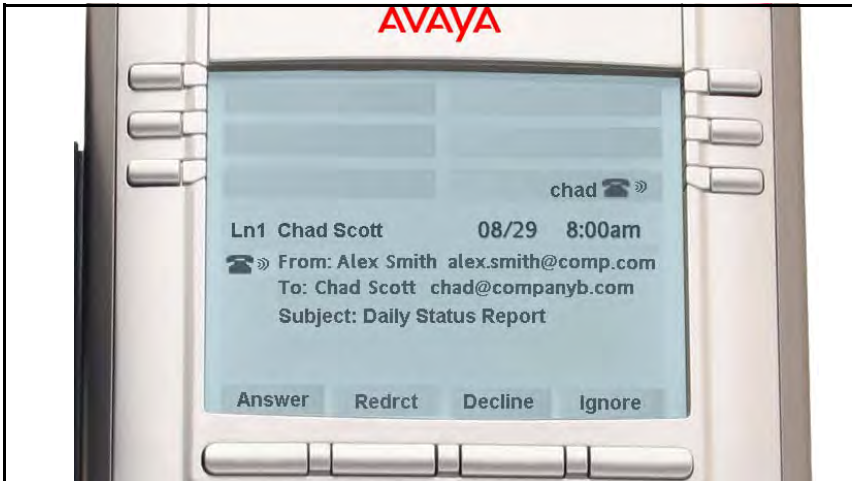 AVAYA
chad
Ln1 Chad Scott 08/29 8:00am
From: Alex Smith alex.smith@comp.com
To: Chad Scott chad@companyb.com
Subject: Daily Status Report
Answer Redrct Decline Ignore